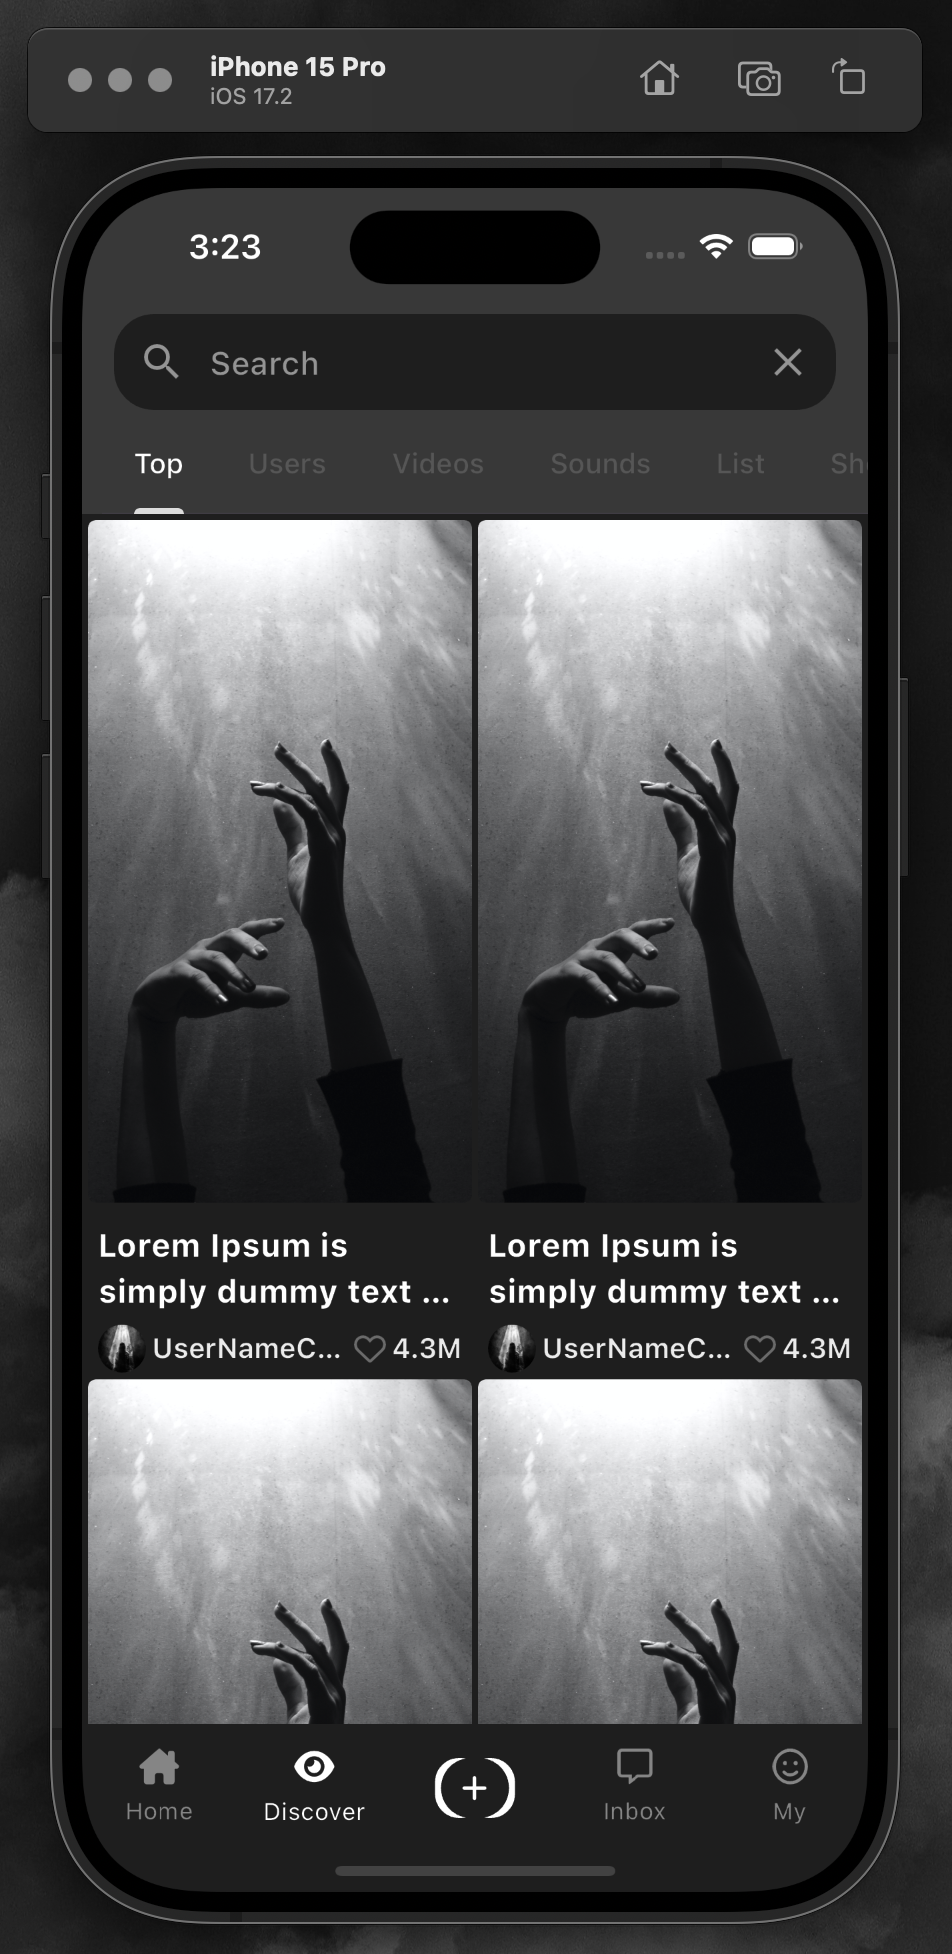 iPhone 15 Pro
iOS 17.2
3:23
Search
Top Users Videos Sounds List Sh
Lorem Ipsum is
simply dummy text ...
UserNameC... 4.3M
Lorem Ipsum is
simply dummy text ...
UserNameC... 4.3M
Home Discover Inbox My